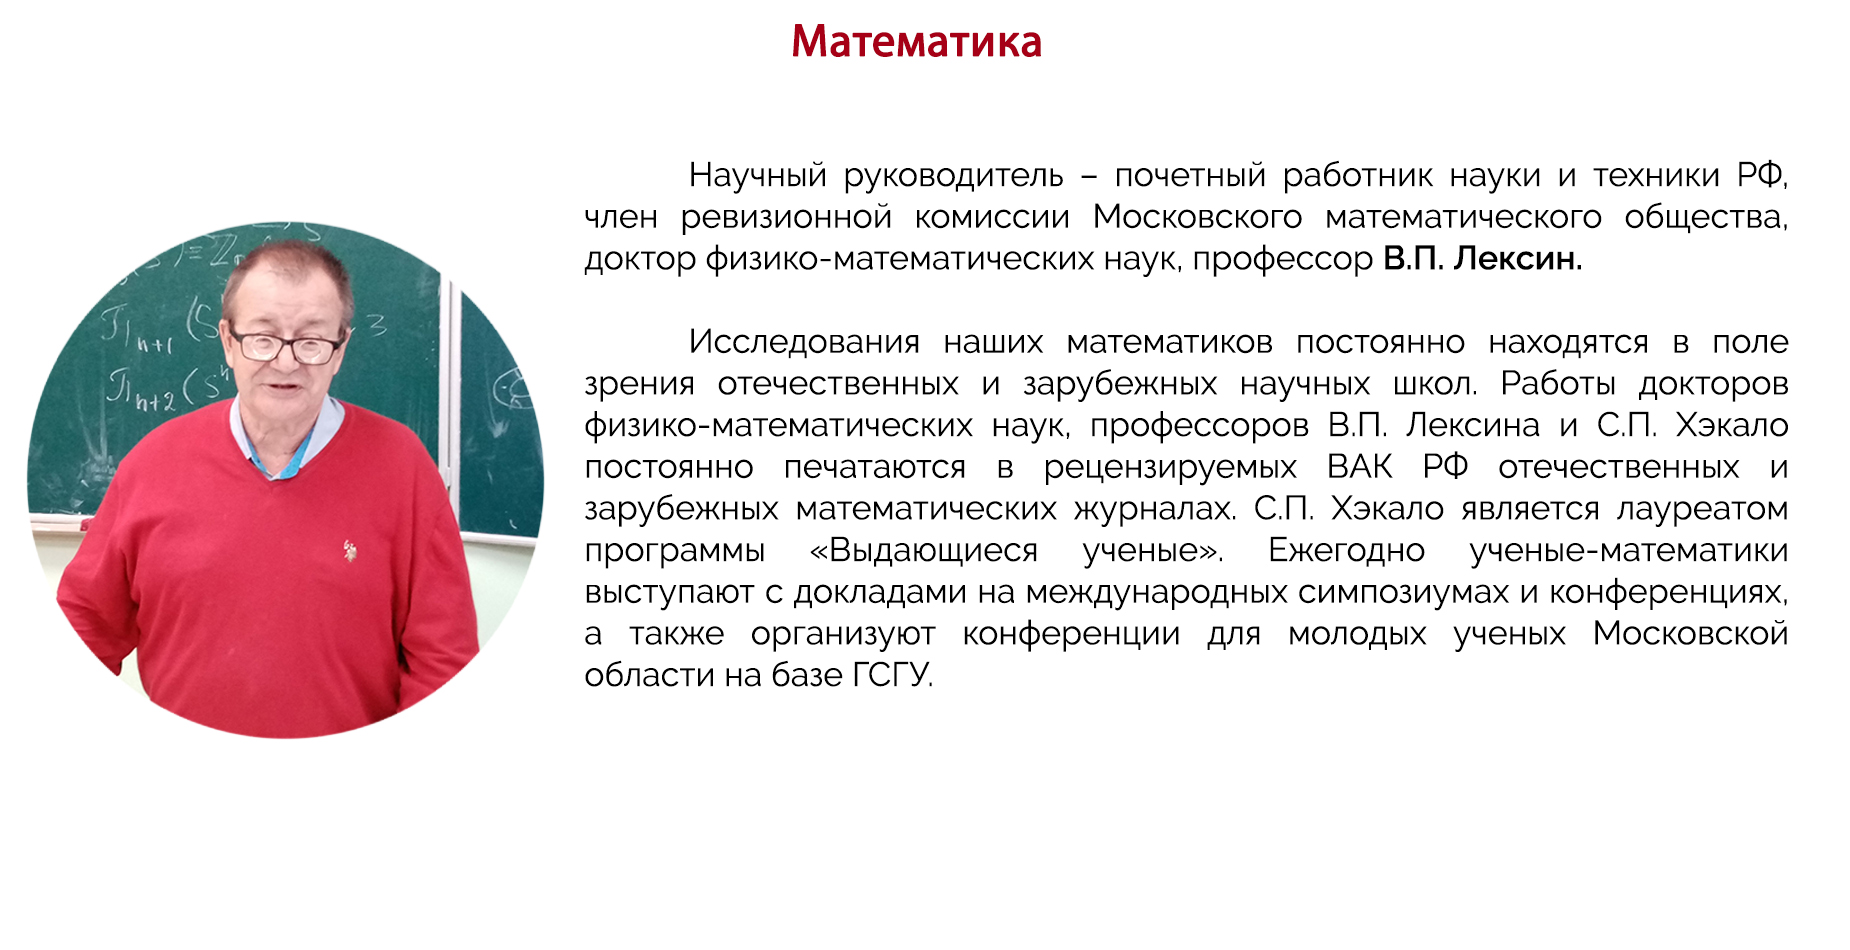 Математика
Научный руководитель – почетный работник науки и техники РФ,
член ревизионной комиссии Московского математического общества,
доктор физико-математических наук, профессор В.П. Лексин.
Исследования наших математиков постоянно находятся в поле
зрения отечественных и зарубежных научных школ. Работы докторов
физико-математических наук, профессоров В.П. Лексина и С.П. Хэкало
постоянно печатаются в рецензируемых ВАК РФ отечественных и
зарубежных математических журналах. С.П. Хэкало является лауреатом
программы «Выдающиеся ученые». Ежегодно ученые-математики
выступают с докладами на международных симпозиумах и конференциях,
а также организуют конференции для молодых ученых Московской
области на базе ГСГУ.